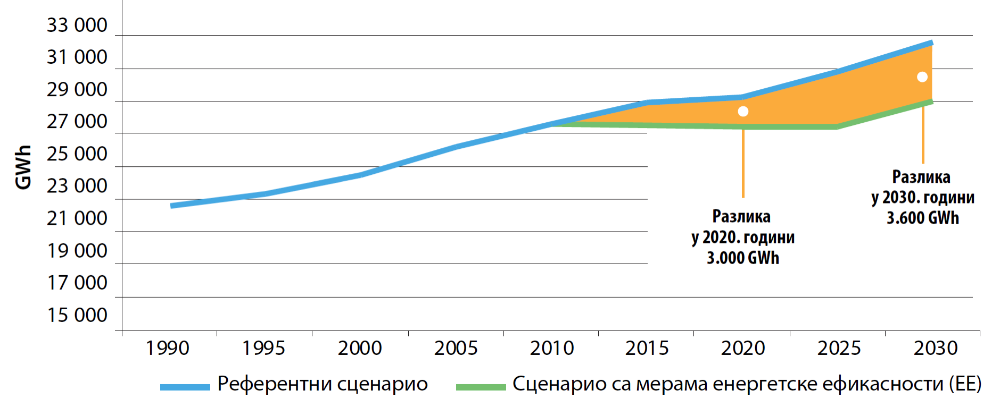 33 000
31 000
29 000
27 000
25 000
23 000
21 000
19 000
17 000
15 000
GWh
Разлика
у 2020. години
3.000 GWh
Разлика
у 2030. години
3.600 GWh
1990 1995 2000 2005 2010 2015 2020 2025 2030
Референтни сценарио
Сценарио са мерама енергетске ефикасности (ЕЕ)